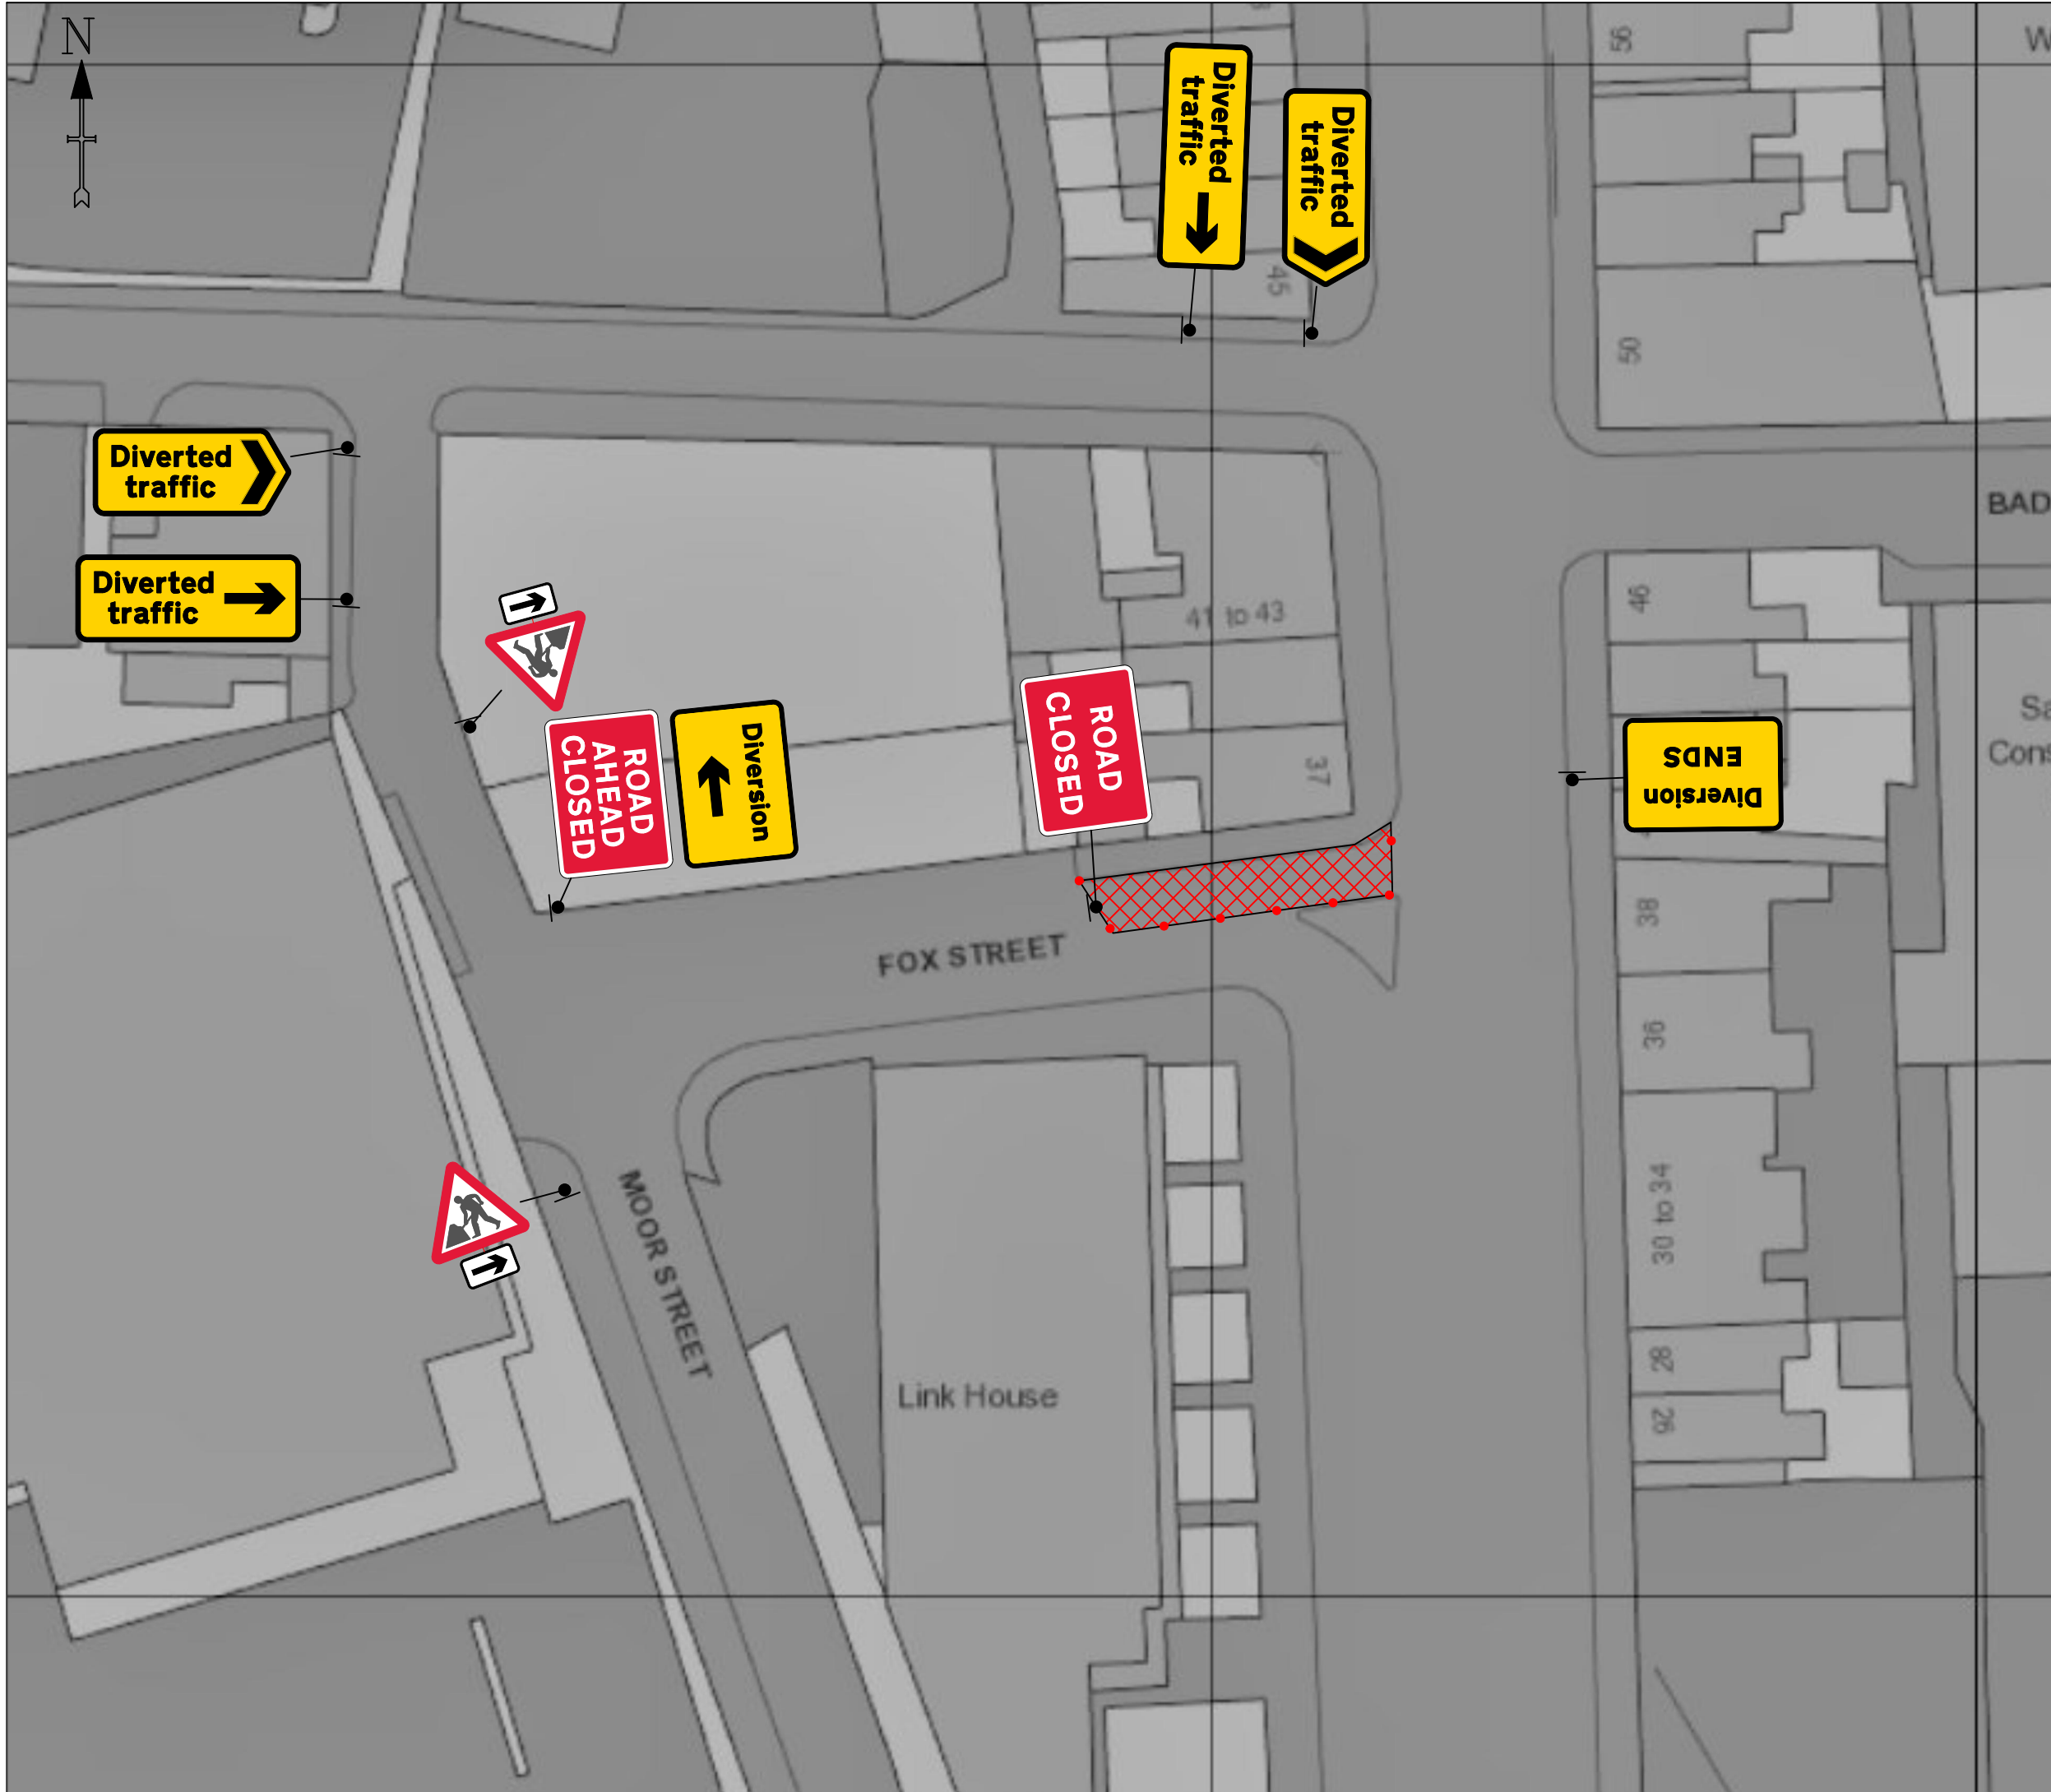 N
Diverted
traffic
Diverted
traffic
56
W
45
50
Diverted
traffic
Diverted
traffic
BAD
41 to 43
46
ROAD
AHEAD
CLOSED
Diversion
ROAD
CLOSED
37
Diversion
ENDS
Sa
Cons
38
FOX STREET
36
MOOR STREET
30 to 34
Link House
28
26